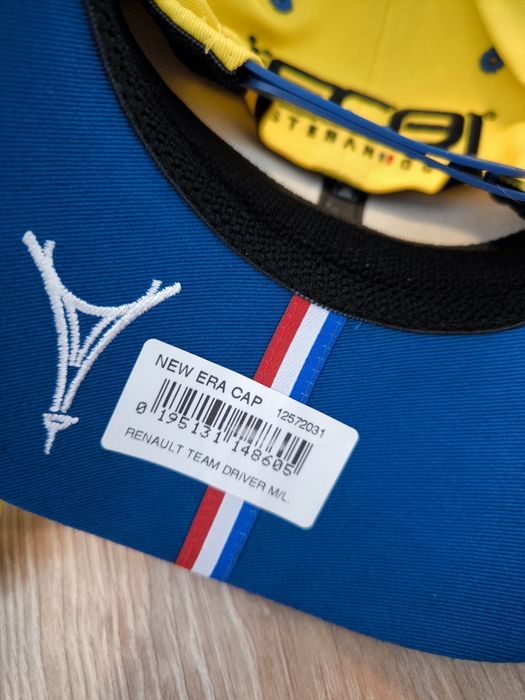 NEW ERA CAP 12572031
0 195131 148605
RENAULT TEAM DRIVER M/L.